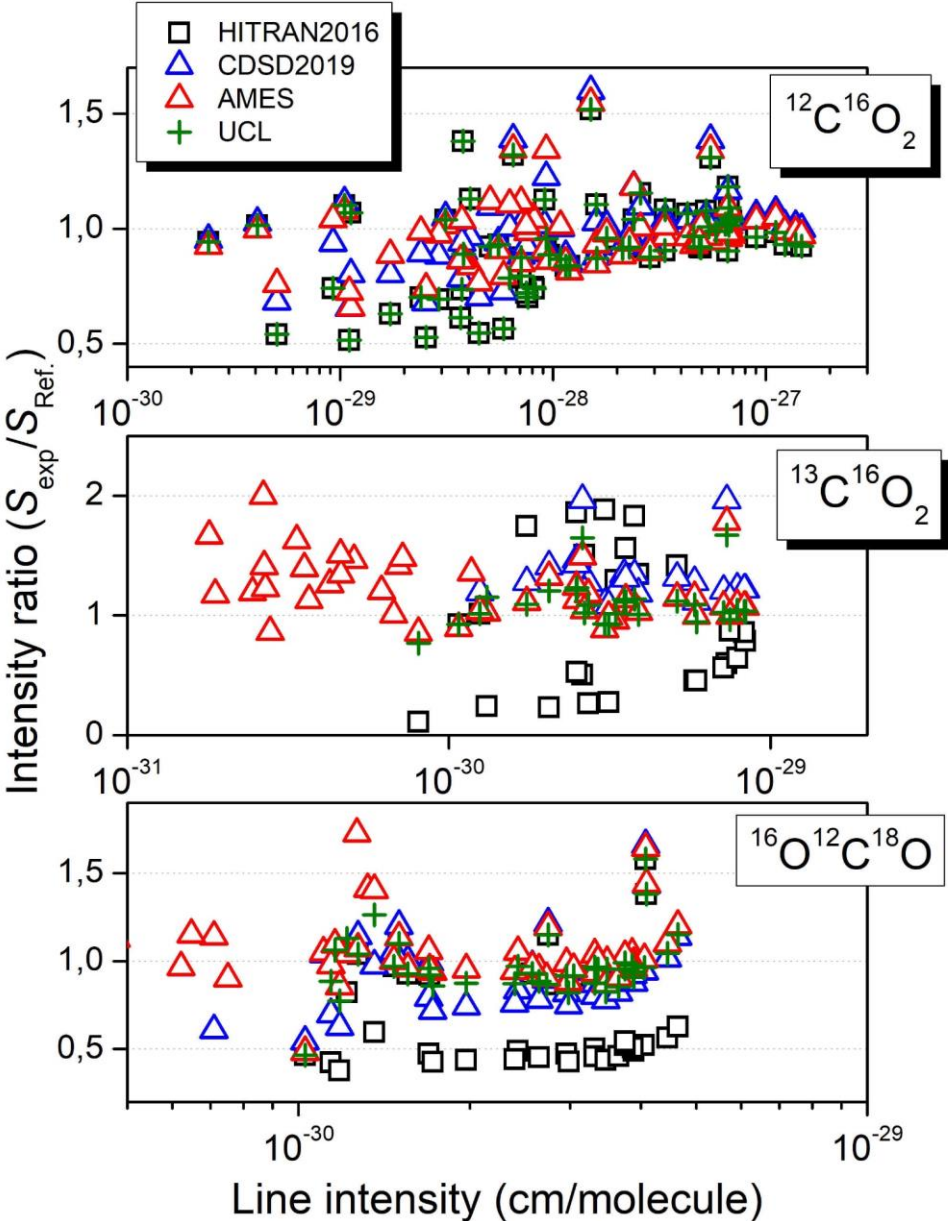 HITRAN2016
CDSD2019
AMES
UCL
¹²C¹⁶O₂
1,5
1,0
0,5
10⁻³⁰ 10⁻²⁹ 10⁻²⁸ 10⁻²⁷
Intensity ratio (S_exp/S_Ref.)
¹³C¹⁶O₂
2
1
0
10⁻³¹ 10⁻³⁰ 10⁻²⁹
¹⁶O¹²C¹⁸O
1,5
1,0
0,5
10⁻³⁰ 10⁻²⁹
Line intensity (cm/molecule)